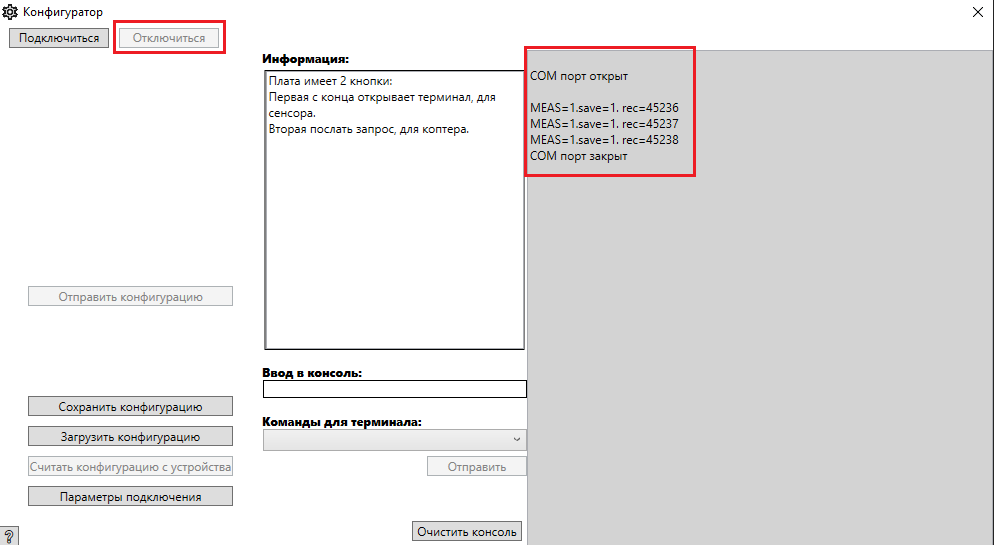 Конфигуратор
Подключиться
Отключиться
Информация:
Плата имеет 2 кнопки:
Первая с конца открывает терминал, для
сенсора.
Вторая послать запрос, для коптера.
COM порт открыт
MEAS=1.save=1. rec=45236
MEAS=1.save=1. rec=45237
MEAS=1.save=1. rec=45238
COM порт закрыт
Отправить конфигурацию
Ввод в консоль:
Сохранить конфигурацию
Команды для терминала:
Загрузить конфигурацию
Считать конфигурацию с устройства
Отправить
Параметры подключения
Очистить консоль
?